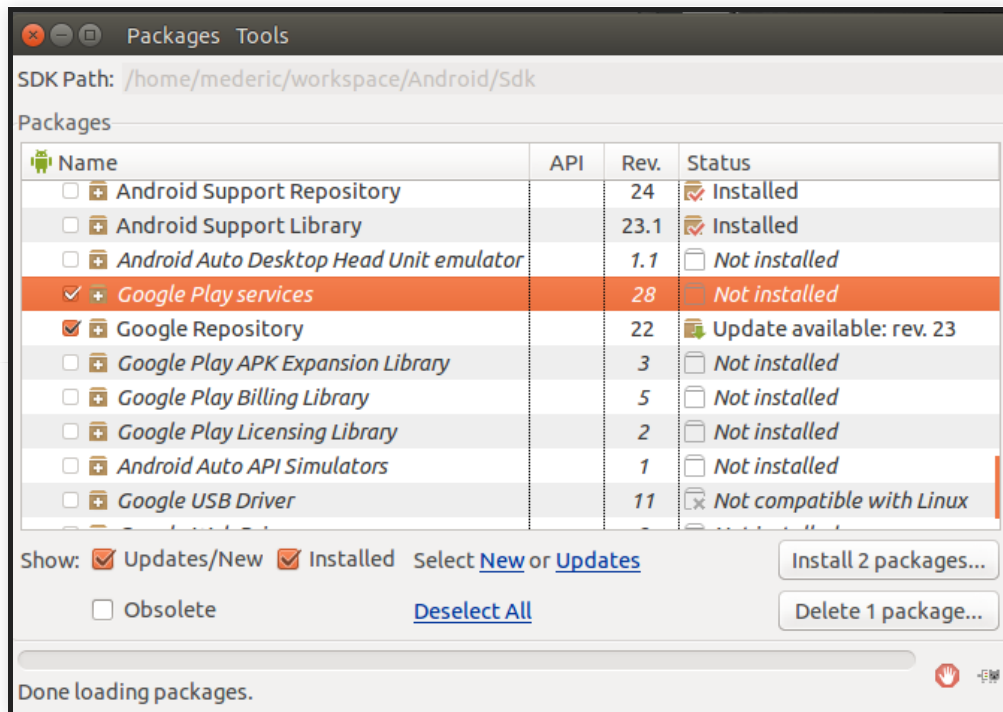 Packages Tools
SDK Path: /home/mederic/workspace/Android/Sdk
Packages
Name API Rev. Status
Android Support Repository 24 Installed
Android Support Library 23.1 Installed
Android Auto Desktop Head Unit emulator 1.1 Not installed
Google Play services 28 Not installed
Google Repository 22 Update available: rev. 23
Google Play APK Expansion Library 3 Not installed
Google Play Billing Library 5 Not installed
Google Play Licensing Library 2 Not installed
Android Auto API Simulators 1 Not installed
Google USB Driver 11 Not compatible with Linux
Show: Updates/New Installed Select New or Updates Install 2 packages...
Obsolete Deselect All Delete 1 package...
Done loading packages.